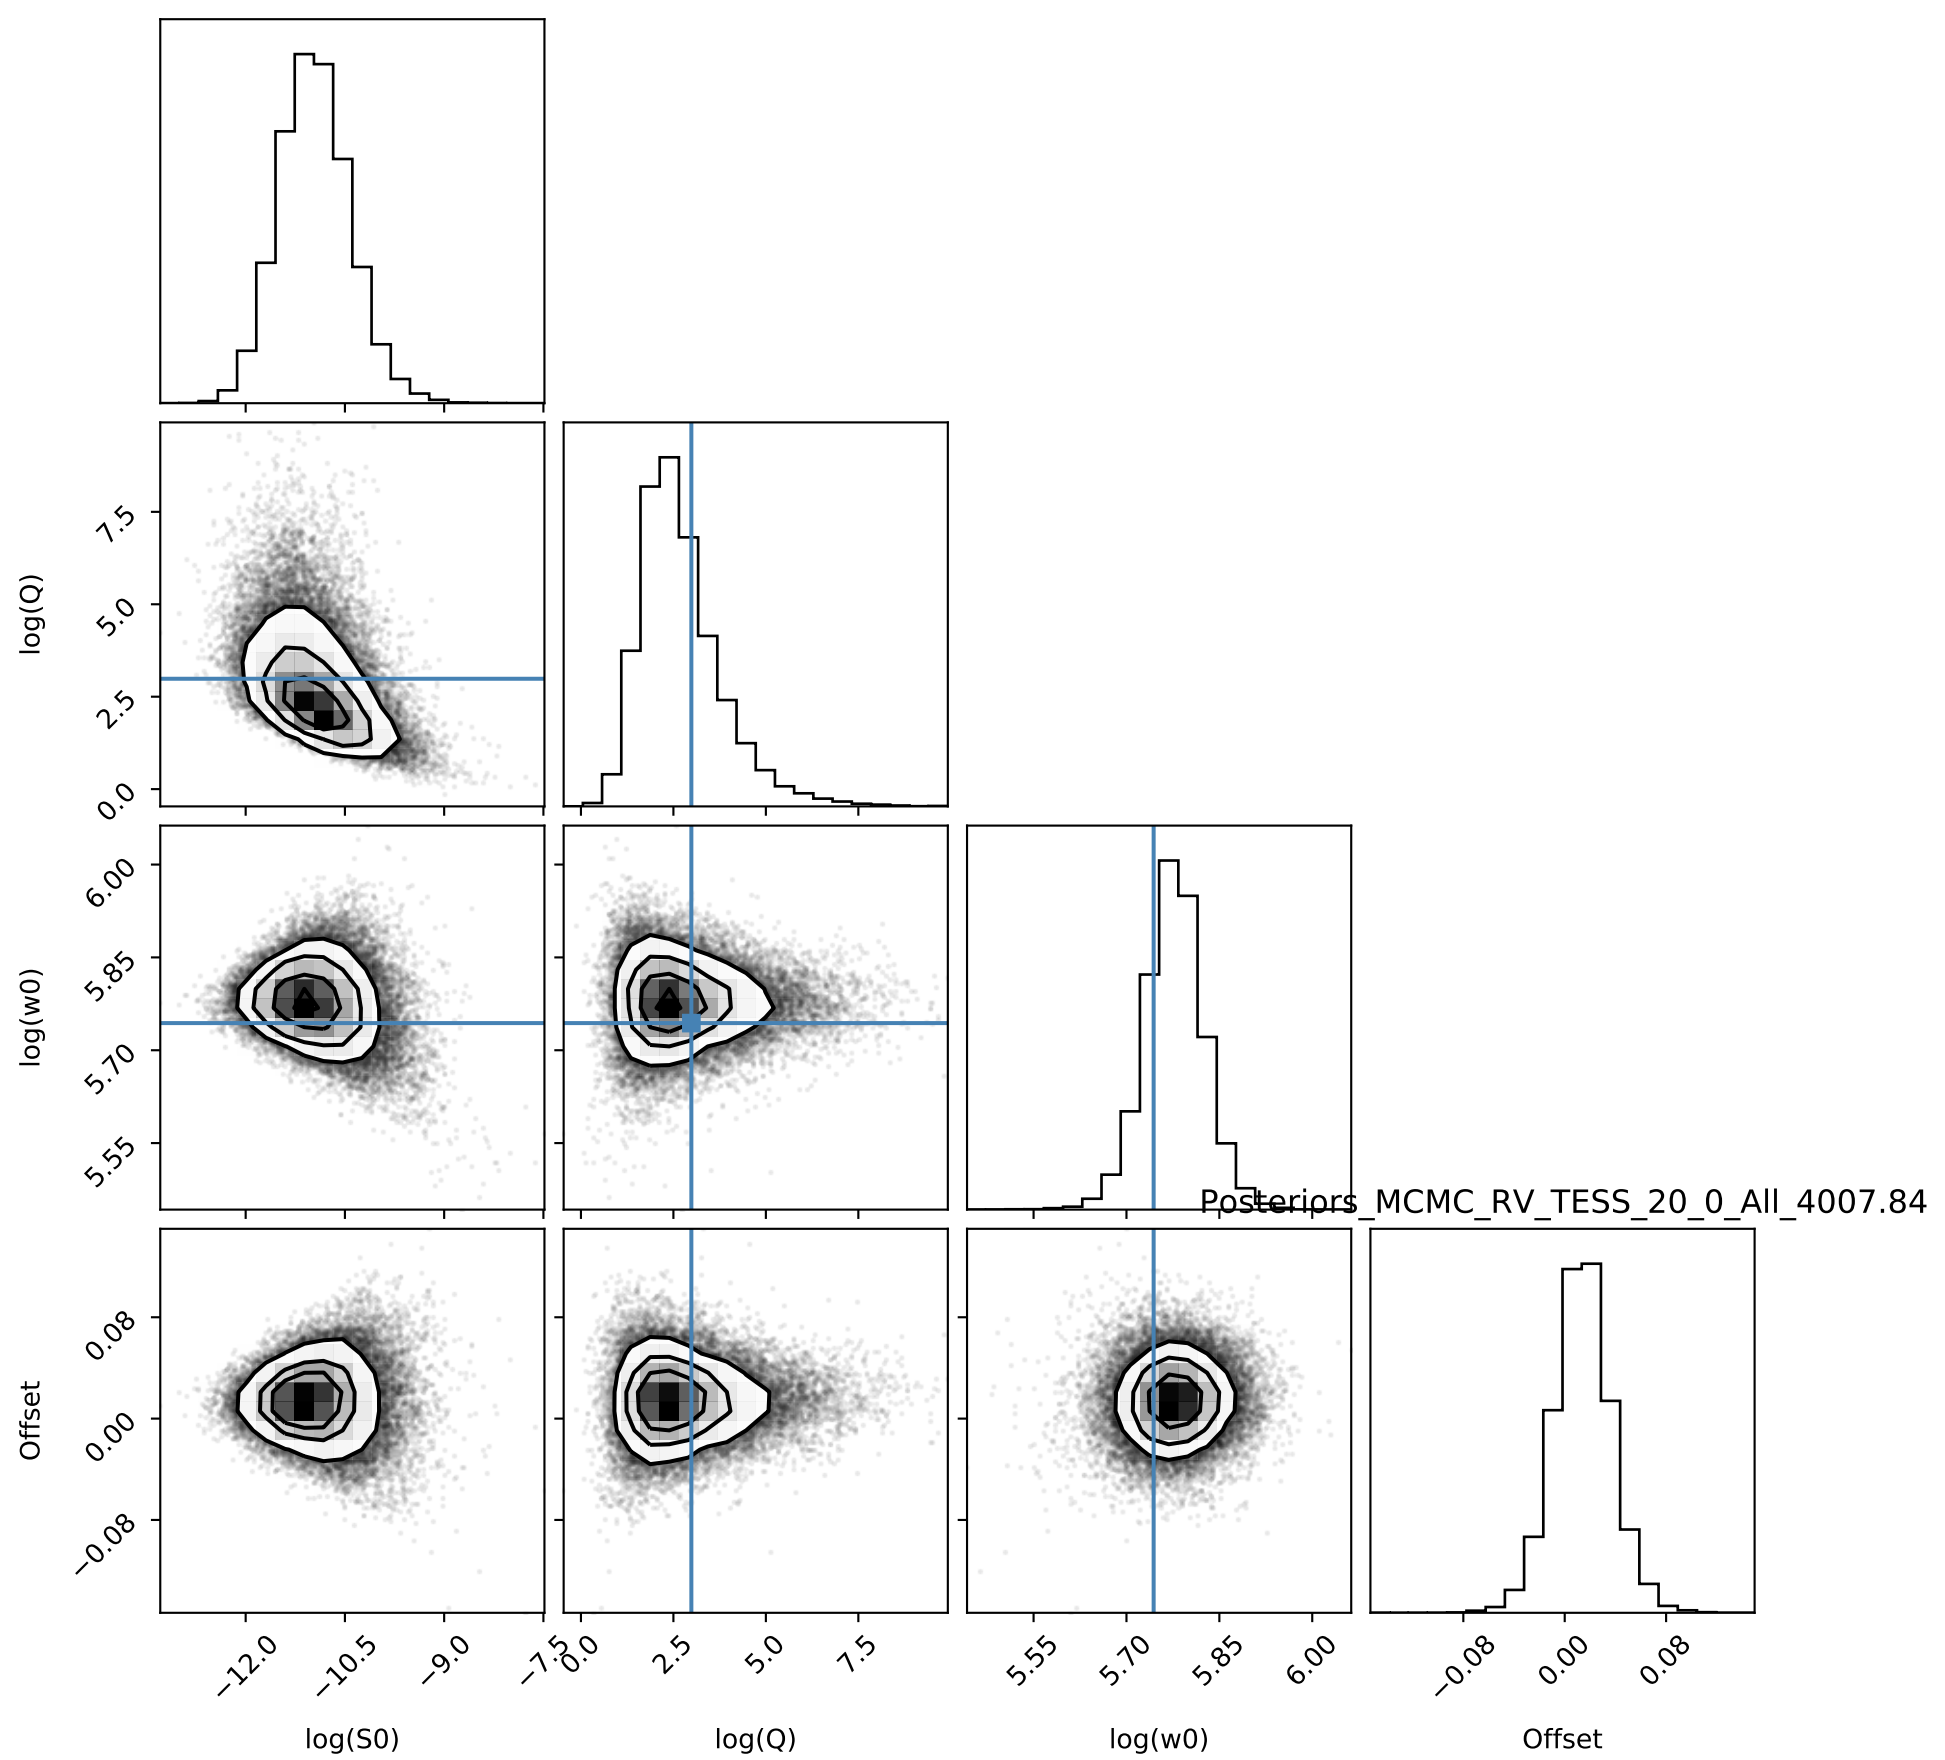 7.5
5.0
2.5
0.0
log(Q)
6.00
5.85
5.70
5.55
log(w0)
Posteriors_MCMC_RV_TESS_20_0_All_4007.84
0.08
0.00
−0.08
Offset
−12.0 −10.5 −9.0 −7.5 0.0 2.5 5.0 7.5 5.55 5.70 5.85 6.00 −0.08 0.00 0.08
log(S0) log(Q) log(w0) Offset